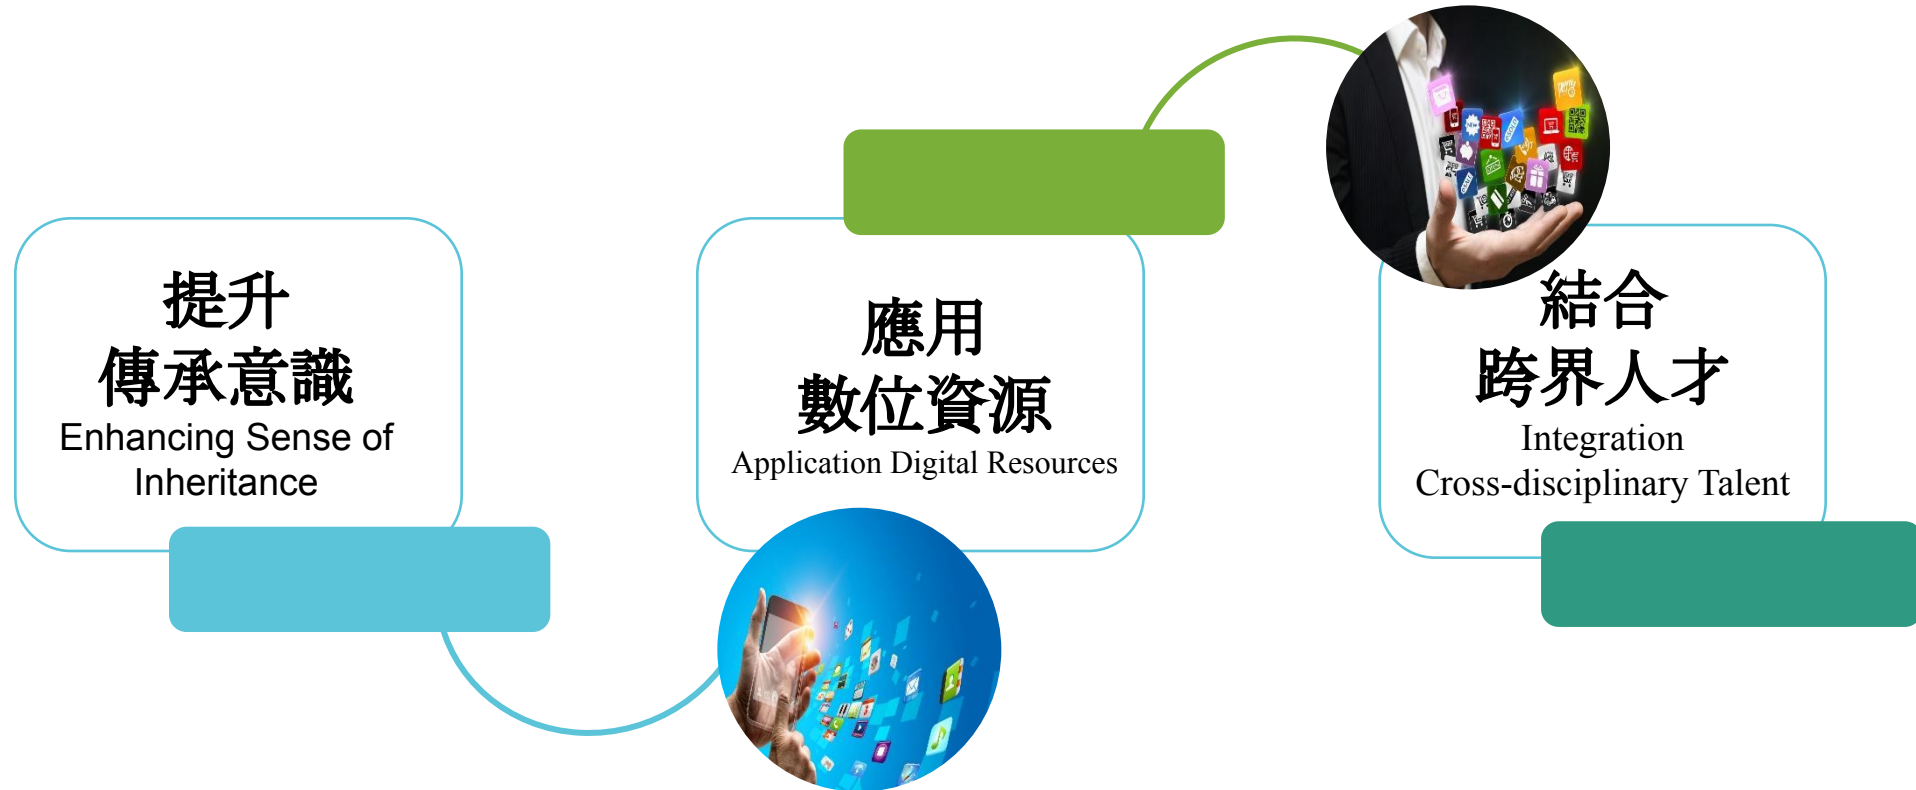 提升
傳承意識
Enhancing Sense of
Inheritance
應用
數位資源
Application Digital Resources
結合
跨界人才
Integration
Cross-disciplinary Talent